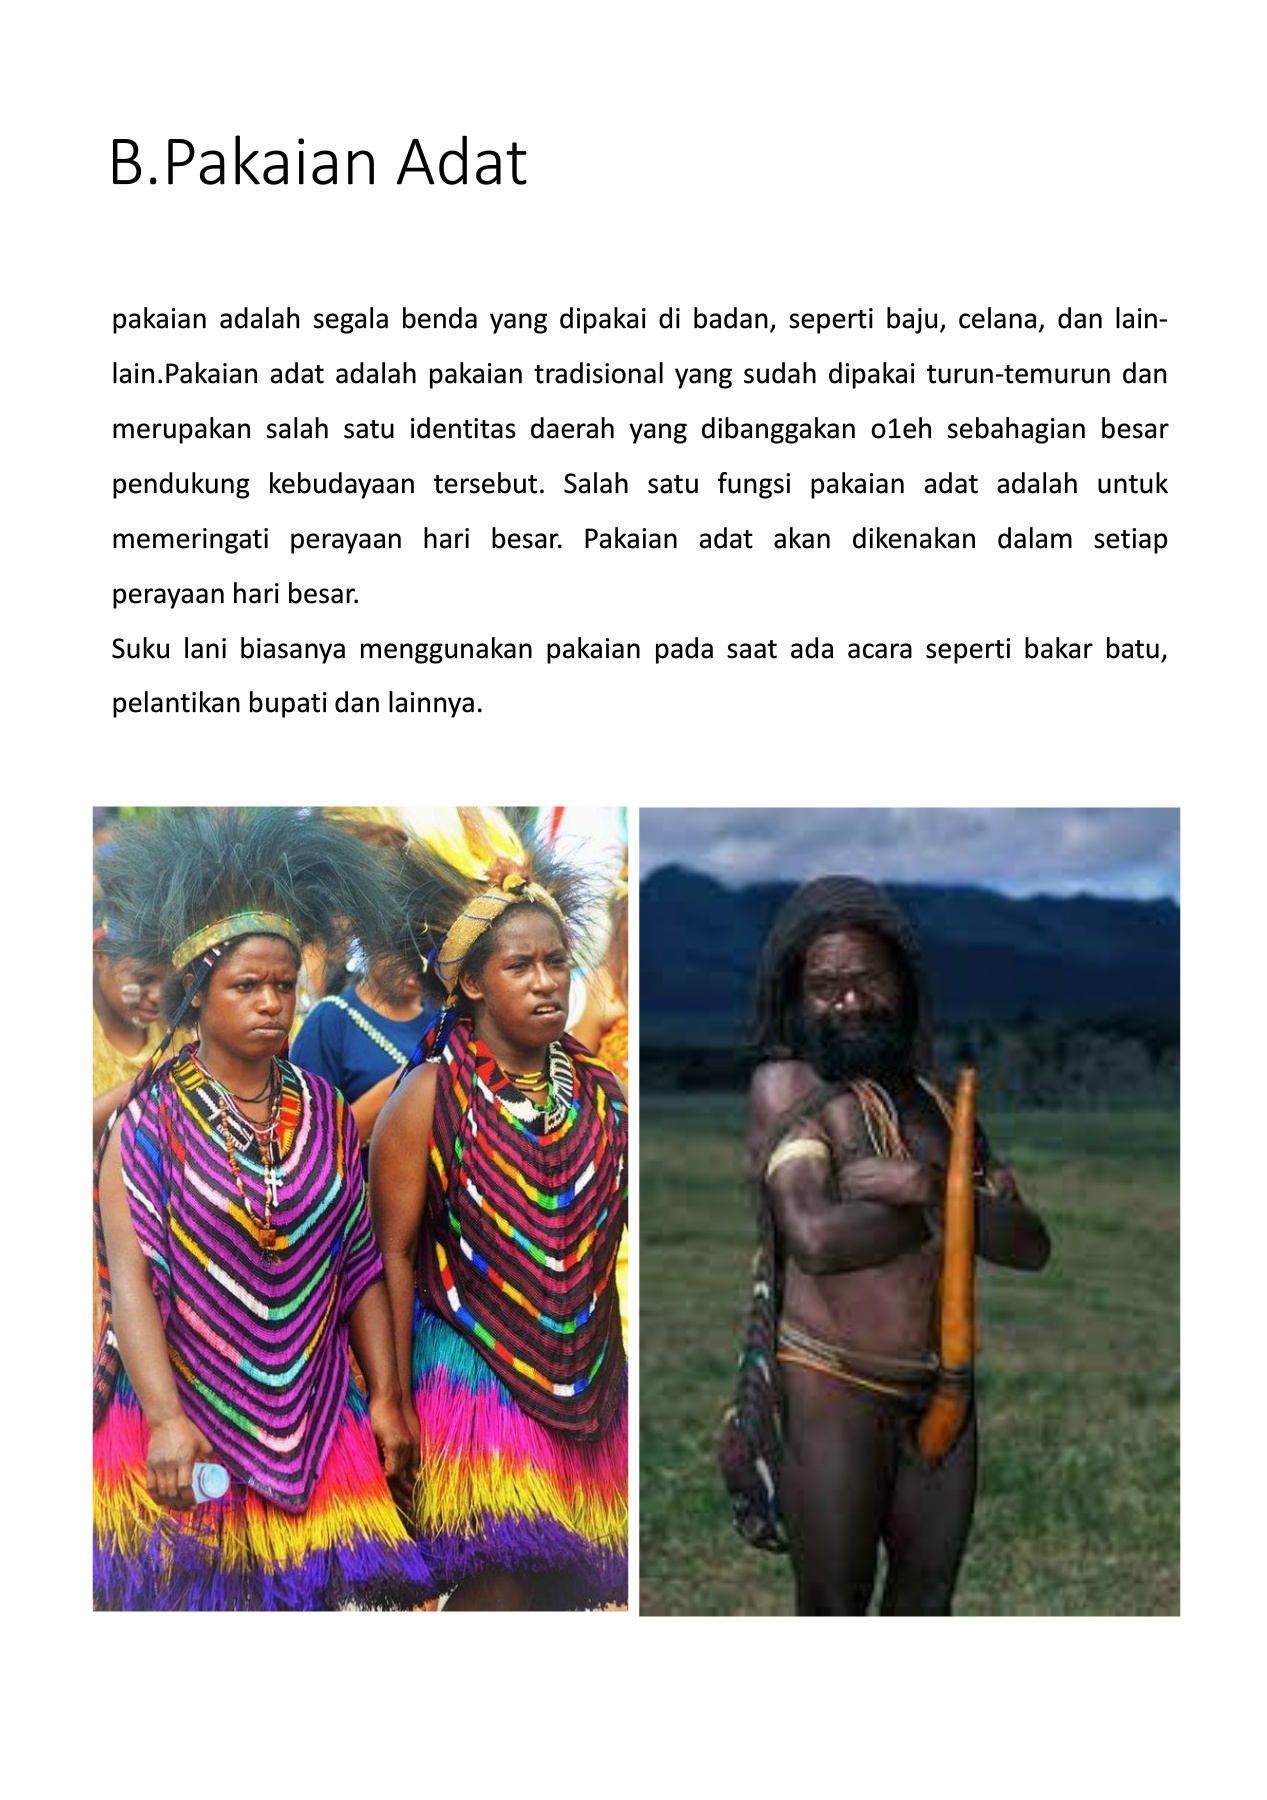 B.Pakaian Adat
pakaian adalah segala benda yang dipakai di badan, seperti baju, celana, dan lain-
lain.Pakaian adat adalah pakaian tradisional yang sudah dipakai turun-temurun dan
merupakan salah satu identitas daerah yang dibanggakan o1eh sebahagian besar
pendukung kebudayaan tersebut. Salah satu fungsi pakaian adat adalah untuk
memeringati perayaan hari besar. Pakaian adat akan dikenakan dalam setiap
perayaan hari besar.
Suku lani biasanya menggunakan pakaian pada saat ada acara seperti bakar batu,
pelantikan bupati dan lainnya.